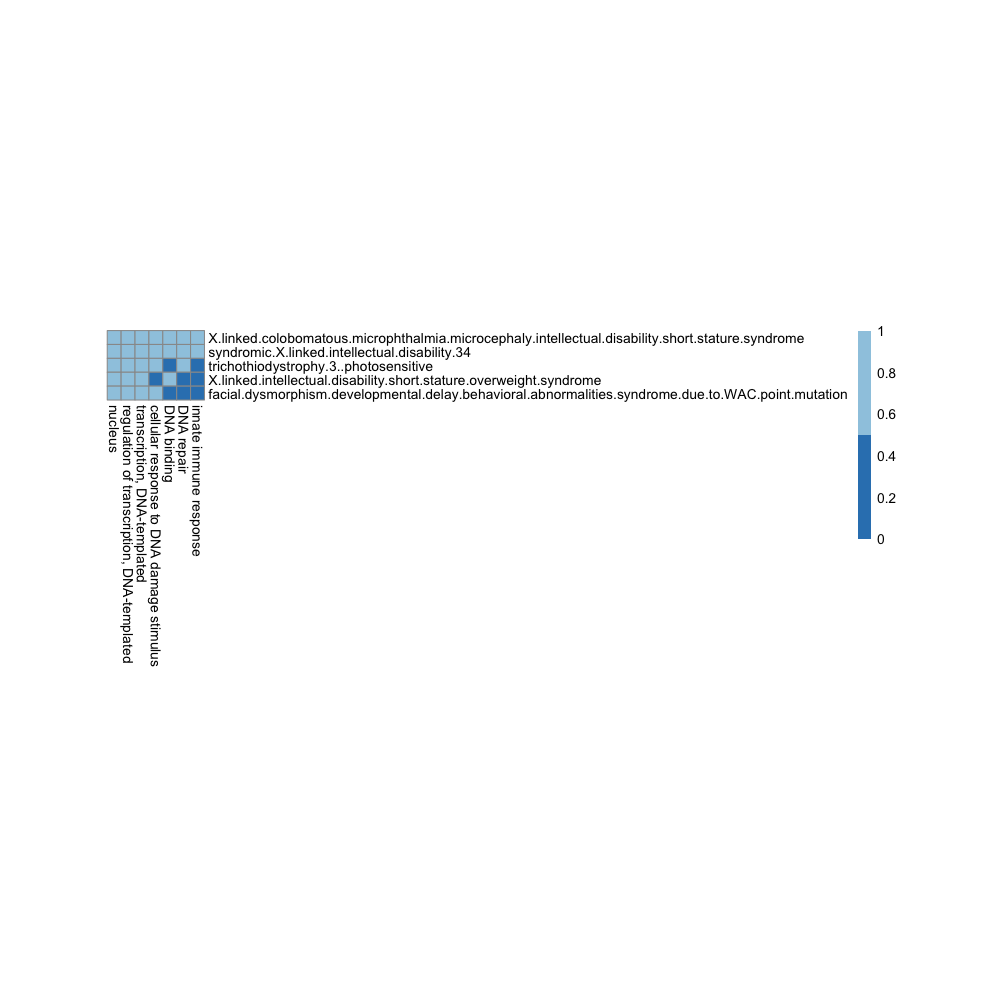 X.linked.colobomatous.microphthalmia.microcephaly.intellectual.disability.short.stature.syndrome
syndromic.X.linked.intellectual.disability.34
trichothiodystrophy.3..photosensitive
X.linked.intellectual.disability.short.stature.overweight.syndrome
facial.dysmorphism.developmental.delay.behavioral.abnormalities.syndrome.due.to.WAC.point.mutation
nucleus
regulation of transcription, DNA-templated
transcription, DNA-templated
cellular response to DNA damage stimulus
DNA binding
DNA repair
innate immune response
1
0.8
0.6
0.4
0.2
0